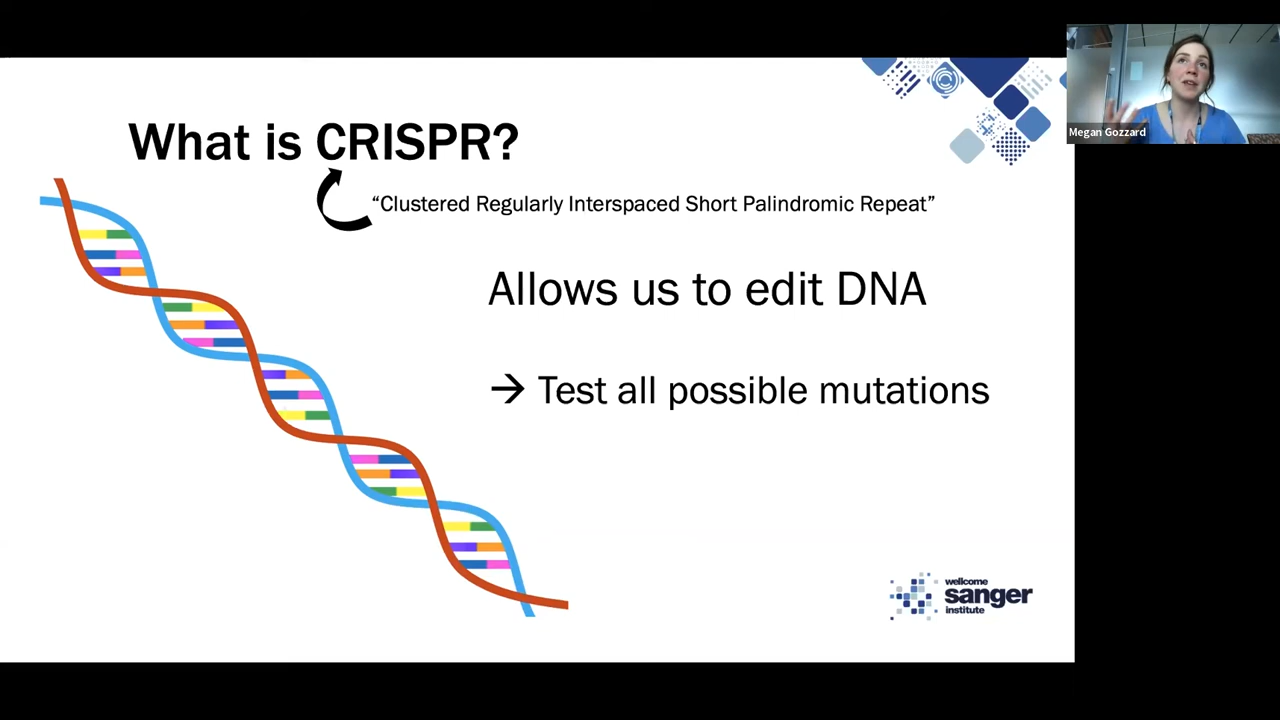 What is CRISPR?
“Clustered Regularly Interspaced Short Palindromic Repeat”
Allows us to edit DNA
→ Test all possible mutations
wellcome
sanger
institute
Megan Gozzard